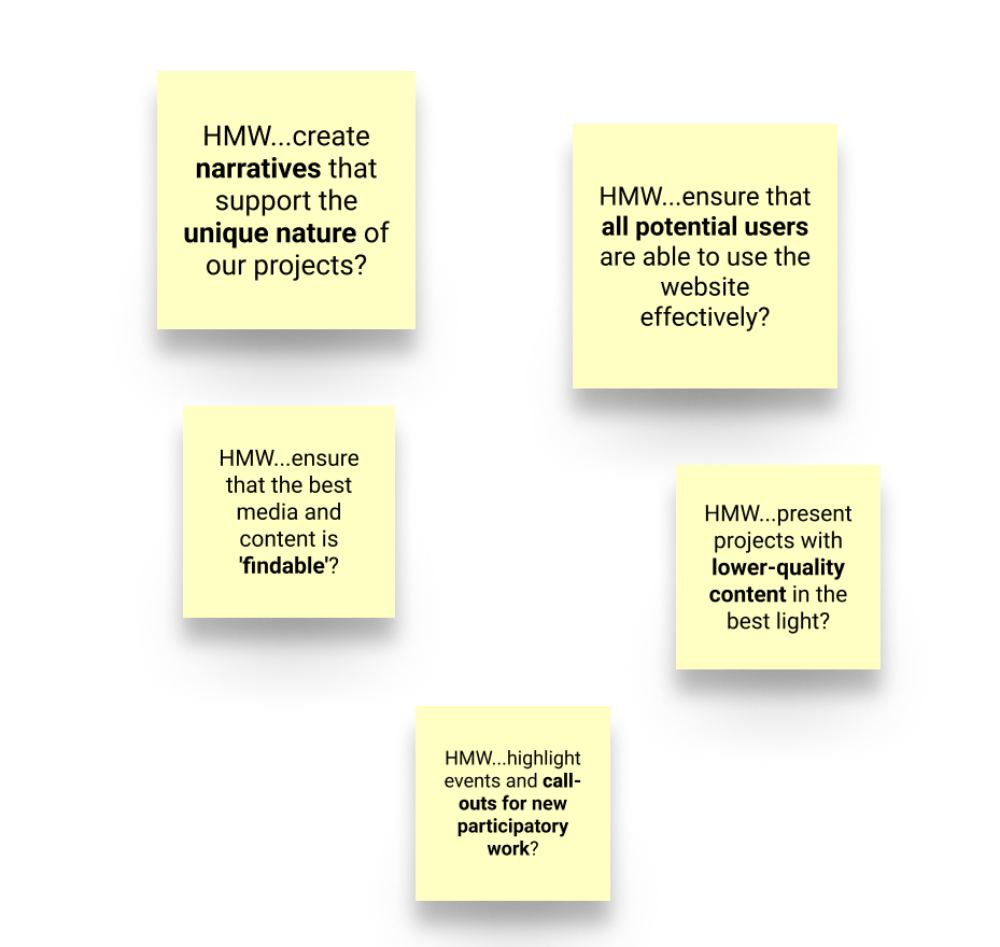 HMW...create
narratives that
support the
unique nature of
our projects?
HMW...ensure that
all potential users
are able to use the
website
effectively?
HMW...ensure
that the best
media and
content is
'findable'?
HMW...present
projects with
lower-quality
content in the
best light?
HMW...highlight
events and call-
outs for new
participatory
work?